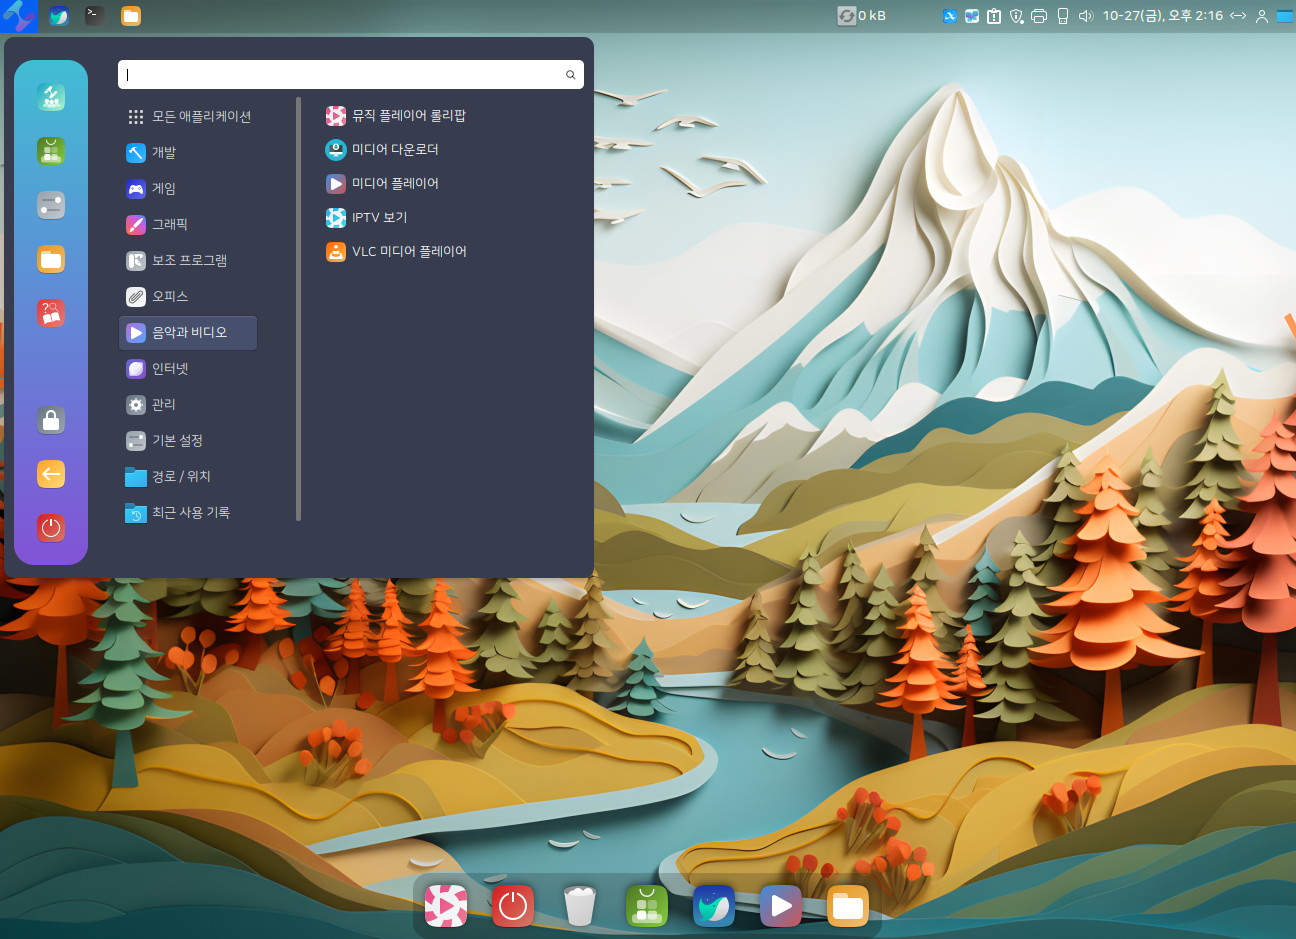 0 kB
10-27(금), 오후 2:16
모든 애플리케이션
개발
게임
그래픽
보조 프로그램
오피스
음악과 비디오
인터넷
관리
기본 설정
경로 / 위치
최근 사용 기록
뮤직 플레이어 롤리팝
미디어 다운로더
미디어 플레이어
IPTV 보기
VLC 미디어 플레이어